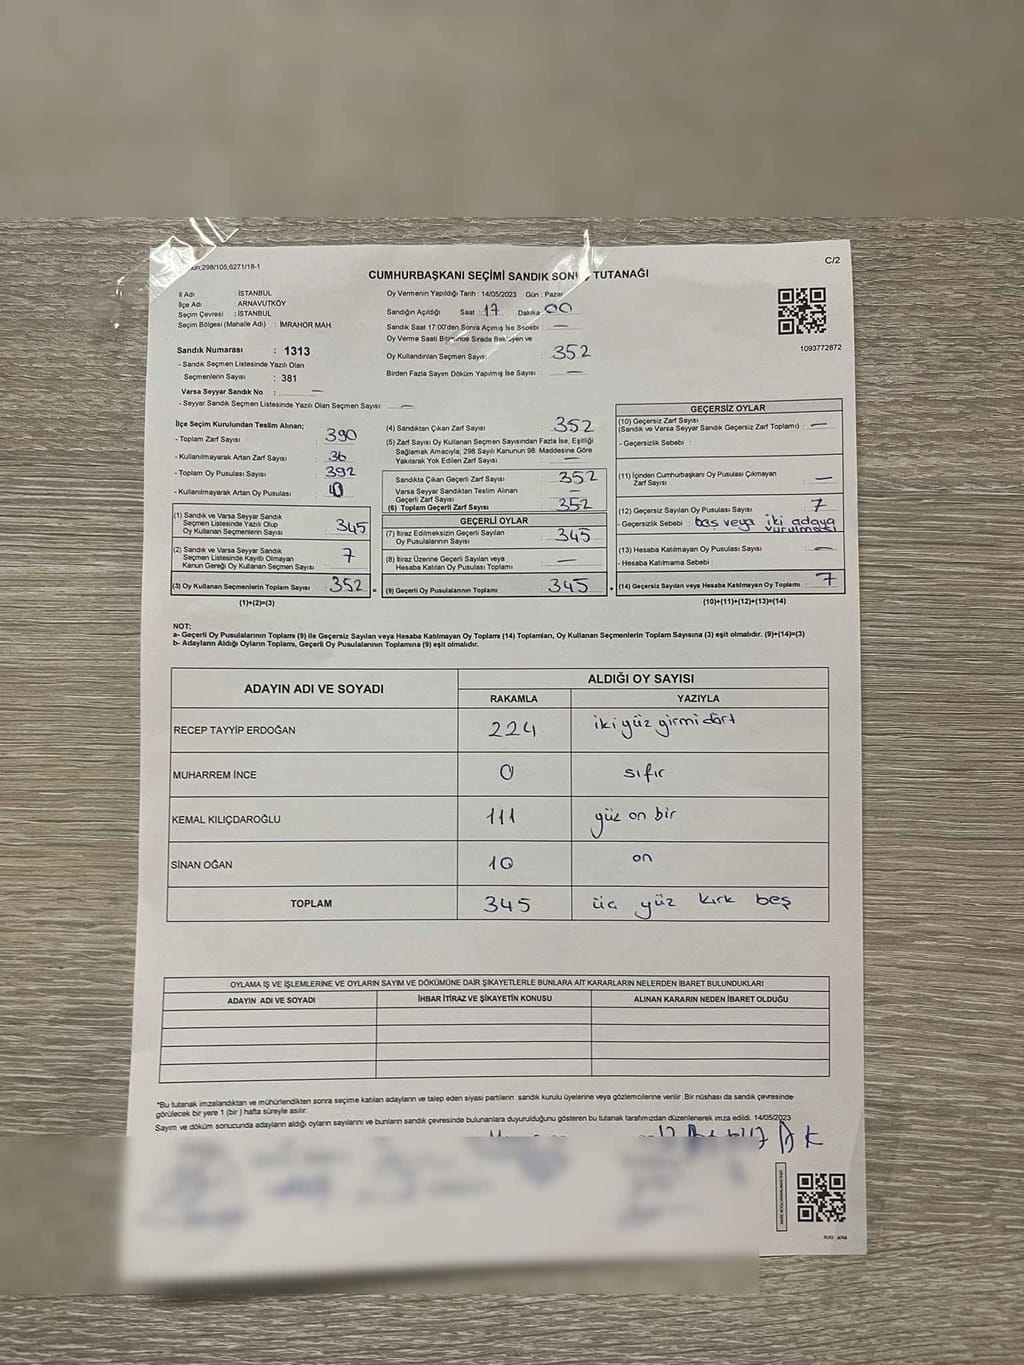 298/105;6271/18-1
C/2
CUMHURBAŞKANI SEÇİMİ SANDIK TUTANAĞI
İl Adı : İSTANBUL
İlçe Adı : ARNAVUTKÖY
Seçim Çevresi : İSTANBUL
Seçim Bölgesi (Mahalle Adı) : İMRAHOR MAH.
Oy Vermenin Yapıldığı Tarih : 14/05/2023 Gün : Pazar
Sandığın Açıldığı Saat : 17 Dakika : 00
Sandık Saat 17:00'den Sonra Açımış İse Sebebi : —
Oy Verme Saati Bitiminde Sırada Bekleyen ve
Oy Kullandırılan Seçmen Sayısı : 352
Birden Fazla Sayım Döküm Yapılmış İse Sayısı : —
1093772872
Sandık Numarası : 1313
- Sandık Seçmen Listesinde Yazılı Olan
Seçmenlerin Sayısı : 381
Varsa Seyyar Sandık No : —
- Seyyar Sandık Seçmen Listesinde Yazılı Olan Seçmen Sayısı: —
İlçe Seçim Kurulundan Teslim Alınan;
- Toplam Zarf Sayısı : 390
- Kullanılmayarak Artan Zarf Sayısı : 36
- Toplam Oy Pusulası Sayısı : 392
- Kullanılmayarak Artan Oy Pusulası :
(1) Sandık ve Varsa Seyyar Sandık
Seçmen Listesinde Yazılı Olup
Oy Kullanan Seçmenlerin Sayısı : 345
(2) Sandık ve Varsa Seyyar Sandık
Seçmen Listesinde Kayıtlı Olmayan
Kanun Gereği Oy Kullanan Seçmen Sayısı : 7
(3) Oy Kullanan Seçmenlerin Toplam Sayısı : 352
(1)+(2)=(3)
(4) Sandıktan Çıkan Zarf Sayısı : 352
(5) Zarf Sayısı Oy Kullanan Seçmen Sayısından Fazla İse, Eşitliği
Sağlamak Amacıyla; 298 Sayılı Kanunun 98. Maddesine Göre
Yakılarak Yok Edilen Zarf Sayısı : —
Sandıkta Çıkan Geçerli Zarf Sayısı : 352
Varsa Seyyar Sandıktan Teslim Alınan
Geçerli Zarf Sayısı : —
(6) Toplam Geçerli Zarf Sayısı : 352
GEÇERLİ OYLAR
(7) İtiraz Edilmeksizin Geçerli Sayılan
Oy Pusulalarının Sayısı : 345
(8) İtiraz Üzerine Geçerli Sayılan veya
Hesaba Katılan Oy Pusulası Toplamı : —
(9) Geçerli Oy Pusulalarının Toplamı : 345
GEÇERSİZ OYLAR
(10) Geçersiz Zarf Sayısı
(Sandık ve Varsa Seyyar Sandık Geçersiz Zarf Toplamı) : —
- Geçersizlik Sebebi :
(11) İçinden Cumhurbaşkanı Oy Pusulası Çıkmayan
Zarf Sayısı : —
(12) Geçersiz Sayılan Oy Pusulası Sayısı : 7
- Geçersizlik Sebebi : boş veya iki adaya
vurulması
(13) Hesaba Katılmayan Oy Pusulası Sayısı : —
- Hesaba Katılmama Sebebi :
(14) Geçersiz Sayılan veya Hesaba Katılmayan Oy Toplamı : 7
(10)+(11)+(12)+(13)=(14)
NOT:
a- Geçerli Oy Pusulalarının Toplamı (9) ile Geçersiz Sayılan veya Hesaba Katılmayan Oy Toplamı (14) Toplamları, Oy Kullanan Seçmenlerin Toplam Sayısına (3) eşit olmalıdır. (9)+(14)=(3)
b- Adayların Aldığı Oyların Toplamı, Geçerli Oy Pusulalarının Toplamına (9) eşit olmalıdır.
ADAYIN ADI VE SOYADI
ALDIĞI OY SAYISI
RAKAMLA YAZIYLA
RECEP TAYYİP ERDOĞAN 224 iki yüz yirmi dört
MUHARREM İNCE 0 sıfır
KEMAL KILIÇDAROĞLU 111 yüz on bir
SİNAN OĞAN 10 on
TOPLAM 345 üç yüz kırk beş
OYLAMA İŞ VE İŞLEMLERİNE VE OYLARIN SAYIM VE DÖKÜMÜNE DAİR ŞİKAYETLERLE BUNLARA AİT KARARLARIN NELERDEN İBARET BULUNDUKLARI
ADAYIN ADI VE SOYADI İHBAR İTİRAZ VE ŞİKAYETİN KONUSU ALINAN KARARIN NEDEN İBARET OLDUĞU
*Bu tutanak imzalandıktan ve mühürlendikten sonra seçime katılan adayların ve talep eden siyasi partilerin sandık kurulu üyelerine veya gözlemcilerine verilir. Bir nüshası da sandık çevresinde
görülecek bir yere 1 (bir) hafta süreyle asılır.
Sayım ve döküm sonucunda adayların aldığı oyların sayılarını ve bunların sandık çevresinde bulunanlara duyurulduğunu gösteren bu tutanak tarafımızdan düzenlenerek imza edildi. 14/05/2023